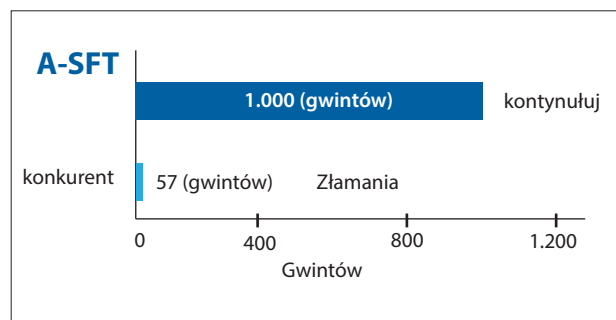 A-SFT
1.000 (gwintów) kontynułuj
konkurent 57 (gwintów) Złamania
0 400 800 1.200
Gwintów